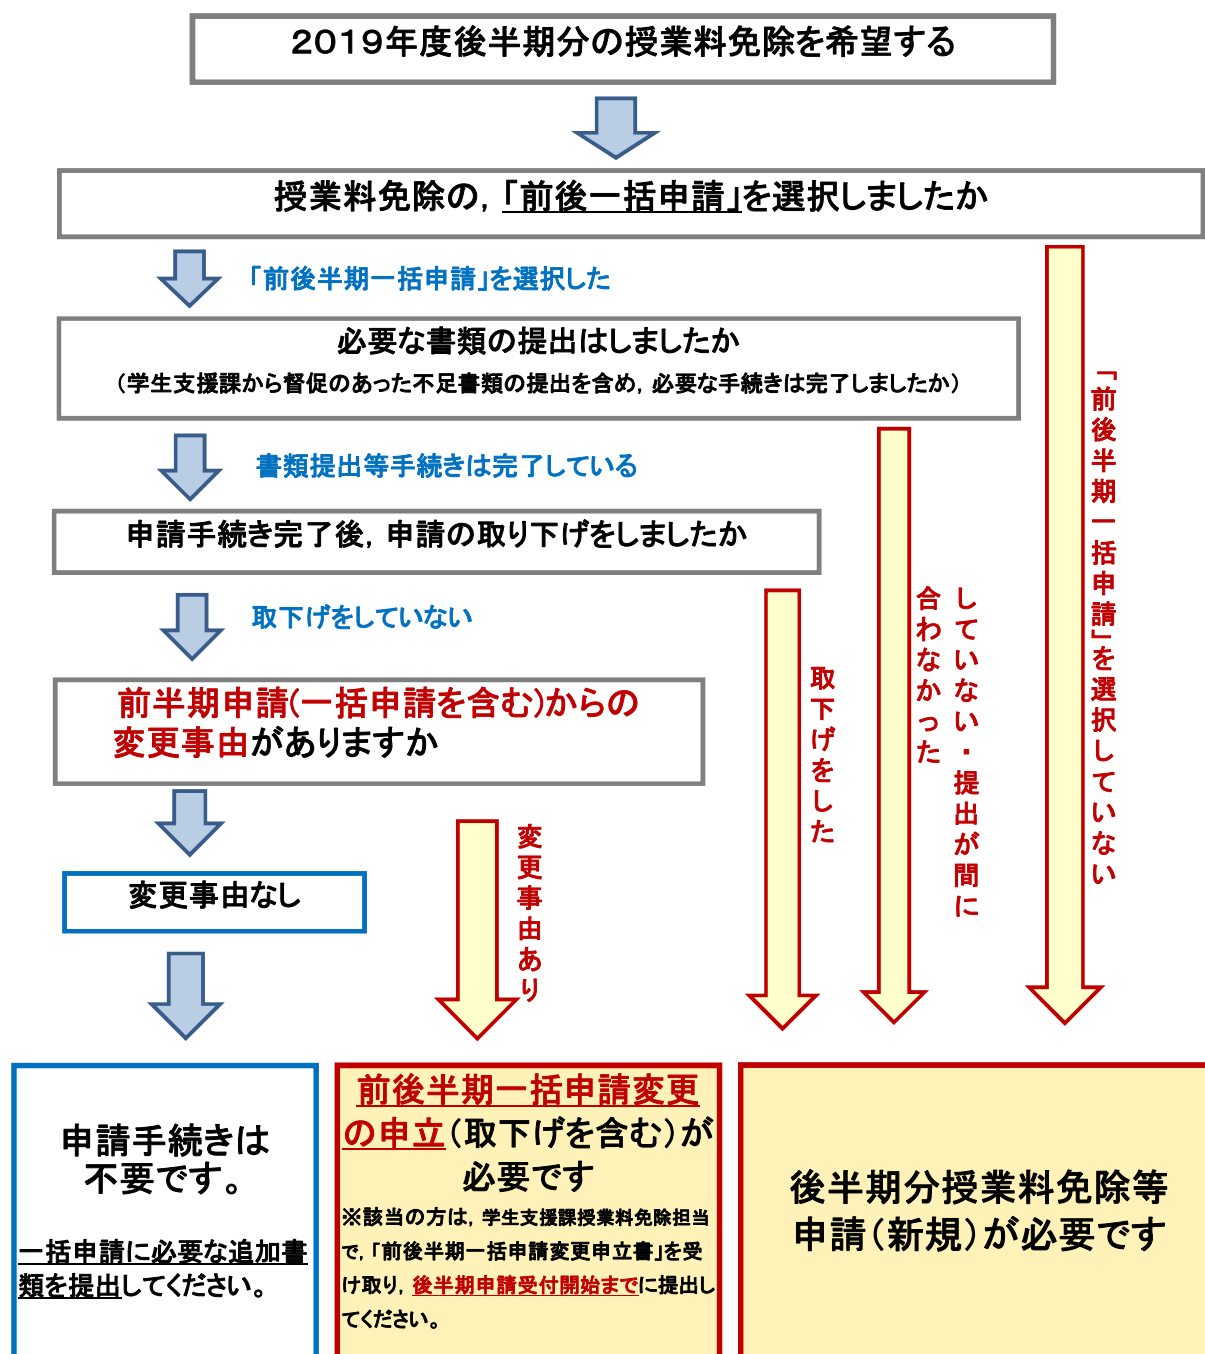 ２０１９年度後半期分の授業料免除を希望する
授業料免除の，「前後一括申請」を選択しましたか
「前後半期一括申請」を選択した
必要な書類の提出はしましたか
（学生支援課から督促のあった不足書類の提出を含め，必要な手続きは完了しましたか）
書類提出等手続きは完了している
申請手続き完了後，申請の取り下げをしましたか
取下げをしていない
前半期申請(一括申請を含む)からの
変更事由がありますか
変更事由なし
変更事由あり
取下げをした
していない・提出が間に
合わなかった
「前後半期一括申請」を選択していない
申請手続きは
不要です。
一括申請に必要な追加書
類を提出してください。
前後半期一括申請変更
の申立（取下げを含む）が
必要です
※該当の方は，学生支援課授業料免除担当
で，「前後半期一括申請変更申立書」を受
け取り，後半期申請受付開始までに提出し
てください。
後半期分授業料免除等
申請（新規）が必要です